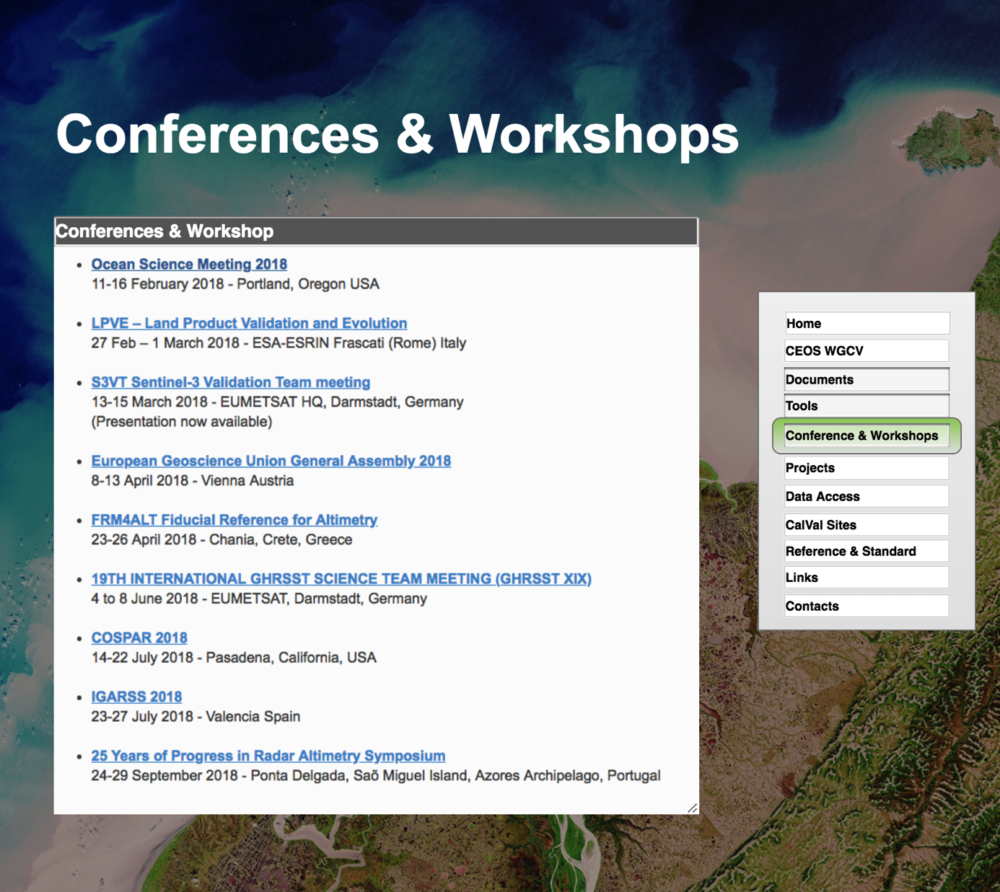 Conferences & Workshops
Conferences & Workshop
Ocean Science Meeting 2018
11-16 February 2018 - Portland, Oregon USA
LPVE – Land Product Validation and Evolution
27 Feb – 1 March 2018 - ESA-ESRIN Frascati (Rome) Italy
S3VT Sentinel-3 Validation Team meeting
13-15 March 2018 - EUMETSAT HQ, Darmstadt, Germany
(Presentation now available)
European Geoscience Union General Assembly 2018
8-13 April 2018 - Vienna Austria
FRM4ALT Fiducial Reference for Altimetry
23-26 April 2018 - Chania, Crete, Greece
19TH INTERNATIONAL GHRSST SCIENCE TEAM MEETING (GHRSST XIX)
4 to 8 June 2018 - EUMETSAT, Darmstadt, Germany
COSPAR 2018
14-22 July 2018 - Pasadena, California, USA
IGARSS 2018
23-27 July 2018 - Valencia Spain
25 Years of Progress in Radar Altimetry Symposium
24-29 September 2018 - Ponta Delgada, Saõ Miguel Island, Azores Archipelago, Portugal
Home
CEOS WGCV
Documents
Tools
Conference & Workshops
Projects
Data Access
CalVal Sites
Reference & Standard
Links
Contacts